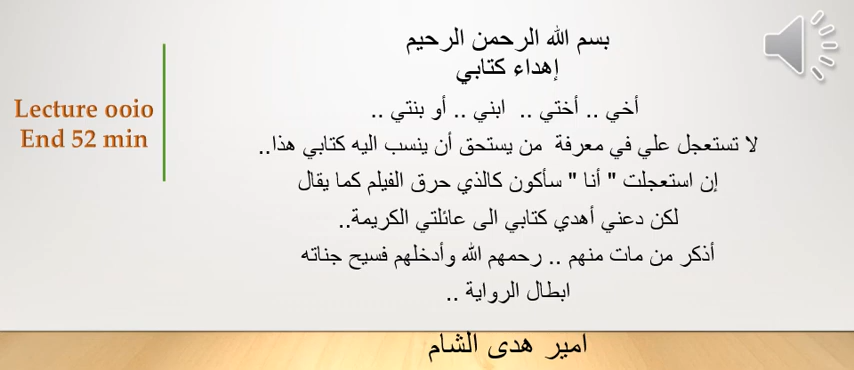 بسم الله الرحمن الرحيم
إهداء كتابي
أخي .. أختي .. ابني .. أو بنتي ..
لا تستعجل علي في معرفة من يستحق أن ينسب اليه كتابي هذا..
إن استعجلت " أنا " سأكون كالذي حرق الفيلم كما يقال
لكن دعني أهدي كتابي الى عائلتي الكريمة..
أذكر من مات منهم .. رحمهم الله وأدخلهم فسيح جناته
ابطال الرواية ..
امير هدى الشام
Lecture ooio
End 52 min